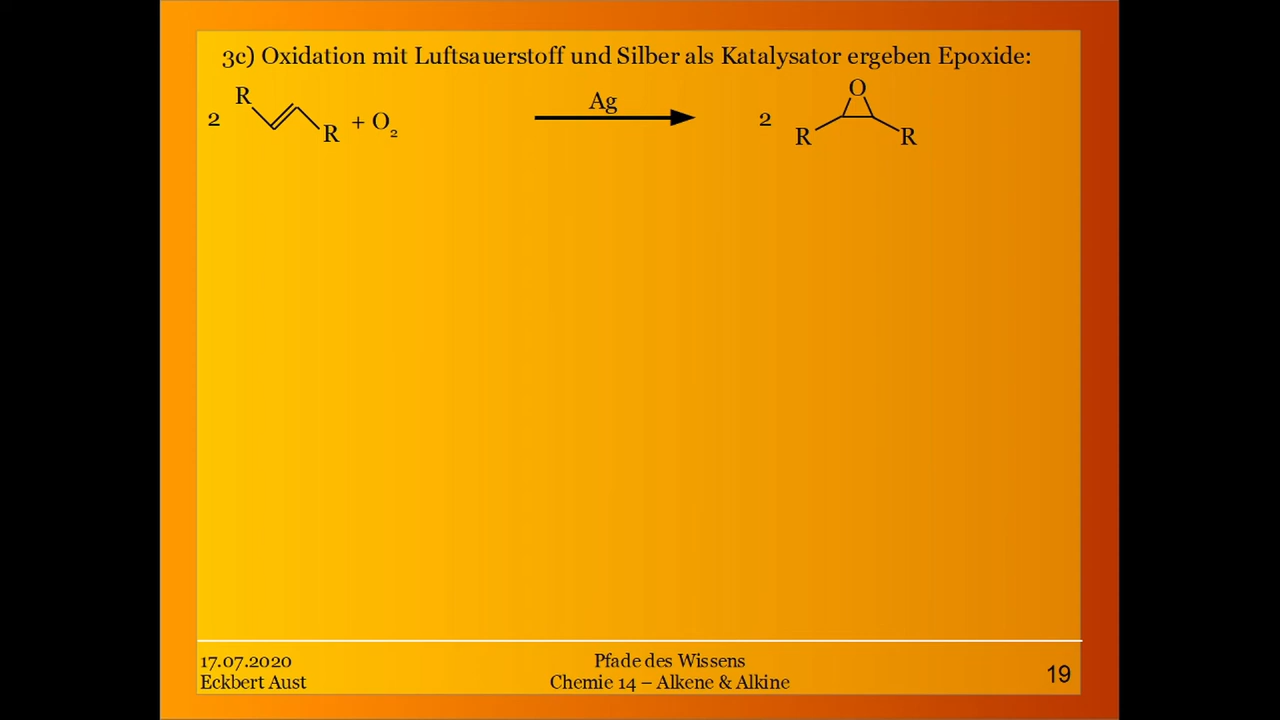 3c) Oxidation mit Luftsauerstoff und Silber als Katalysator ergeben Epoxide:
2 R R + O₂ Ag 2 O R R
17.07.2020
Eckbert Aust
Pfade des Wissens
Chemie 14 – Alkene & Alkine
19